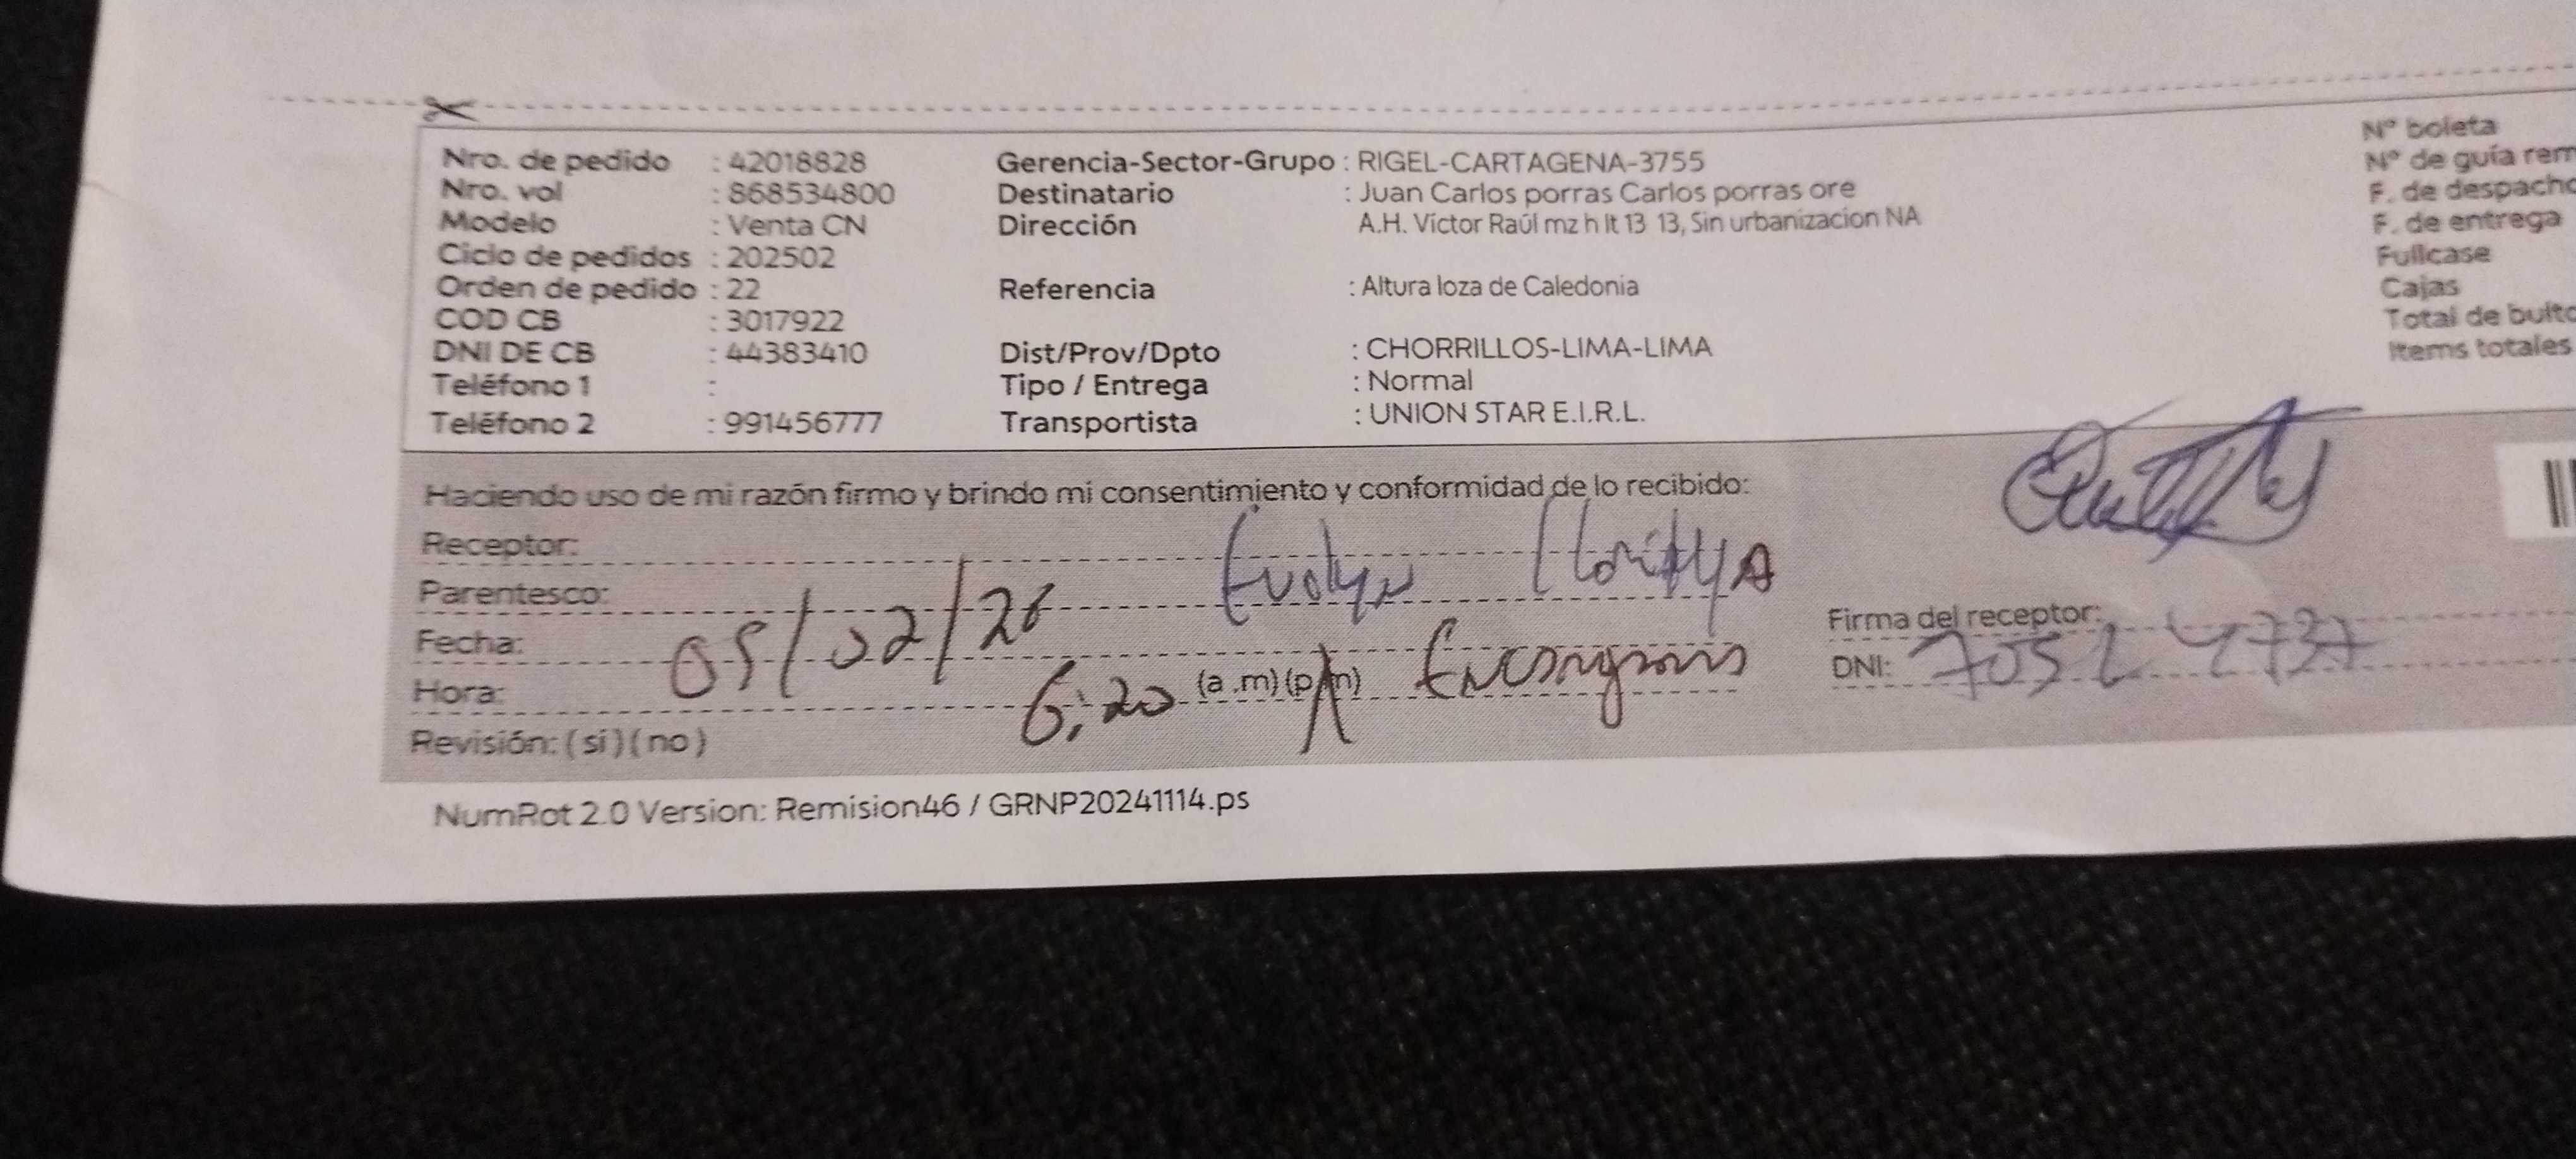 Nro. de pedido : 42018828
Nro. vol : 868534800
Modelo : Venta CN
Ciclo de pedidos : 202502
Orden de pedido : 22
COD CB : 3017922
DNI DE CB : 44383410
Teléfono 1 :
Teléfono 2 : 991456777
Gerencia-Sector-Grupo : RIGEL-CARTAGENA-3755
Destinatario : Juan Carlos porras Carlos porras ore
Dirección A.H. Víctor Raúl mz h lt 13 13, Sin urbanizacion NA
Referencia : Altura loza de Caledonia
Dist/Prov/Dpto : CHORRILLOS-LIMA-LIMA
Tipo / Entrega : Normal
Transportista : UNION STAR E.I.R.L.
N° boleta
N° de guía rem
F. de despacho
F. de entrega
Fullcase
Cajas
Total de bulto
Items totales
Haciendo uso de mi razón firmo y brindo mi consentimiento y conformidad de lo recibido:
Receptor: Evelyn
Parentesco:
Fecha: 05/02/26
Hora: 6:20 (a.m)(p.m)
Revisión: (si)(no)
Firma del receptor:
DNI:
NumRot 2.0 Version: Remision46 / GRNP20241114.ps